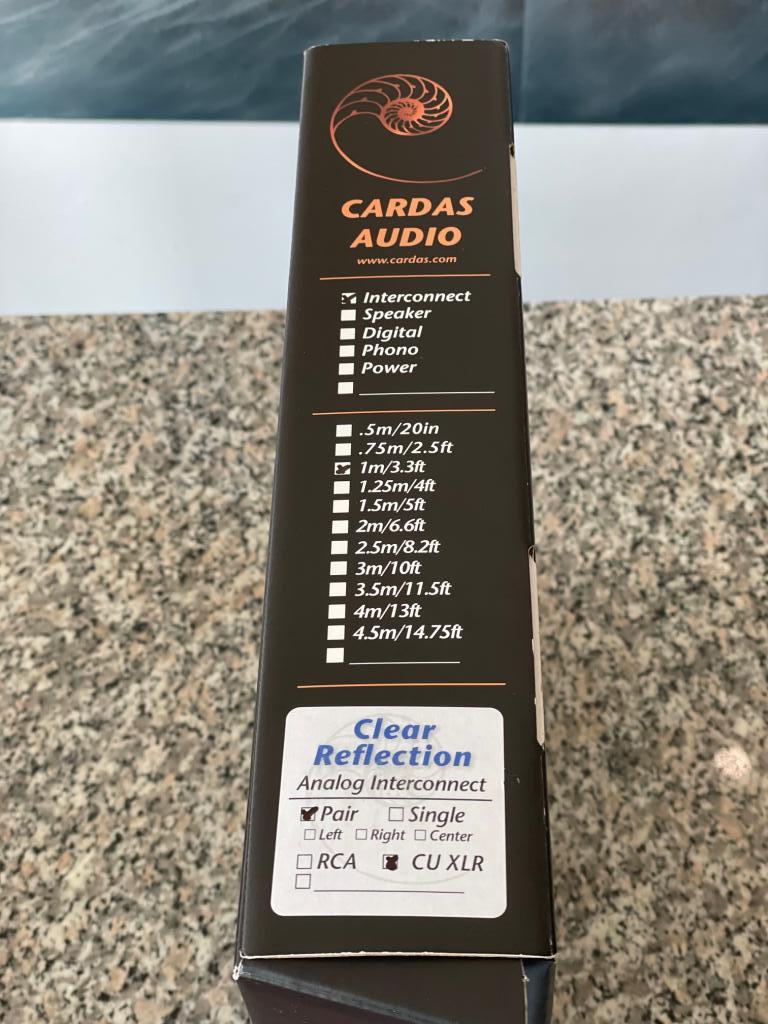 CARDAS
AUDIO
www.cardas.com
Interconnect
Speaker
Digital
Phono
Power
.5m/20in
.75m/2.5ft
1m/3.3ft
1.25m/4ft
1.5m/5ft
2m/6.6ft
2.5m/8.2ft
3m/10ft
3.5m/11.5ft
4m/13ft
4.5m/14.75ft
Clear
Reflection
Analog Interconnect
Pair Single
Left Right Center
RCA CU XLR